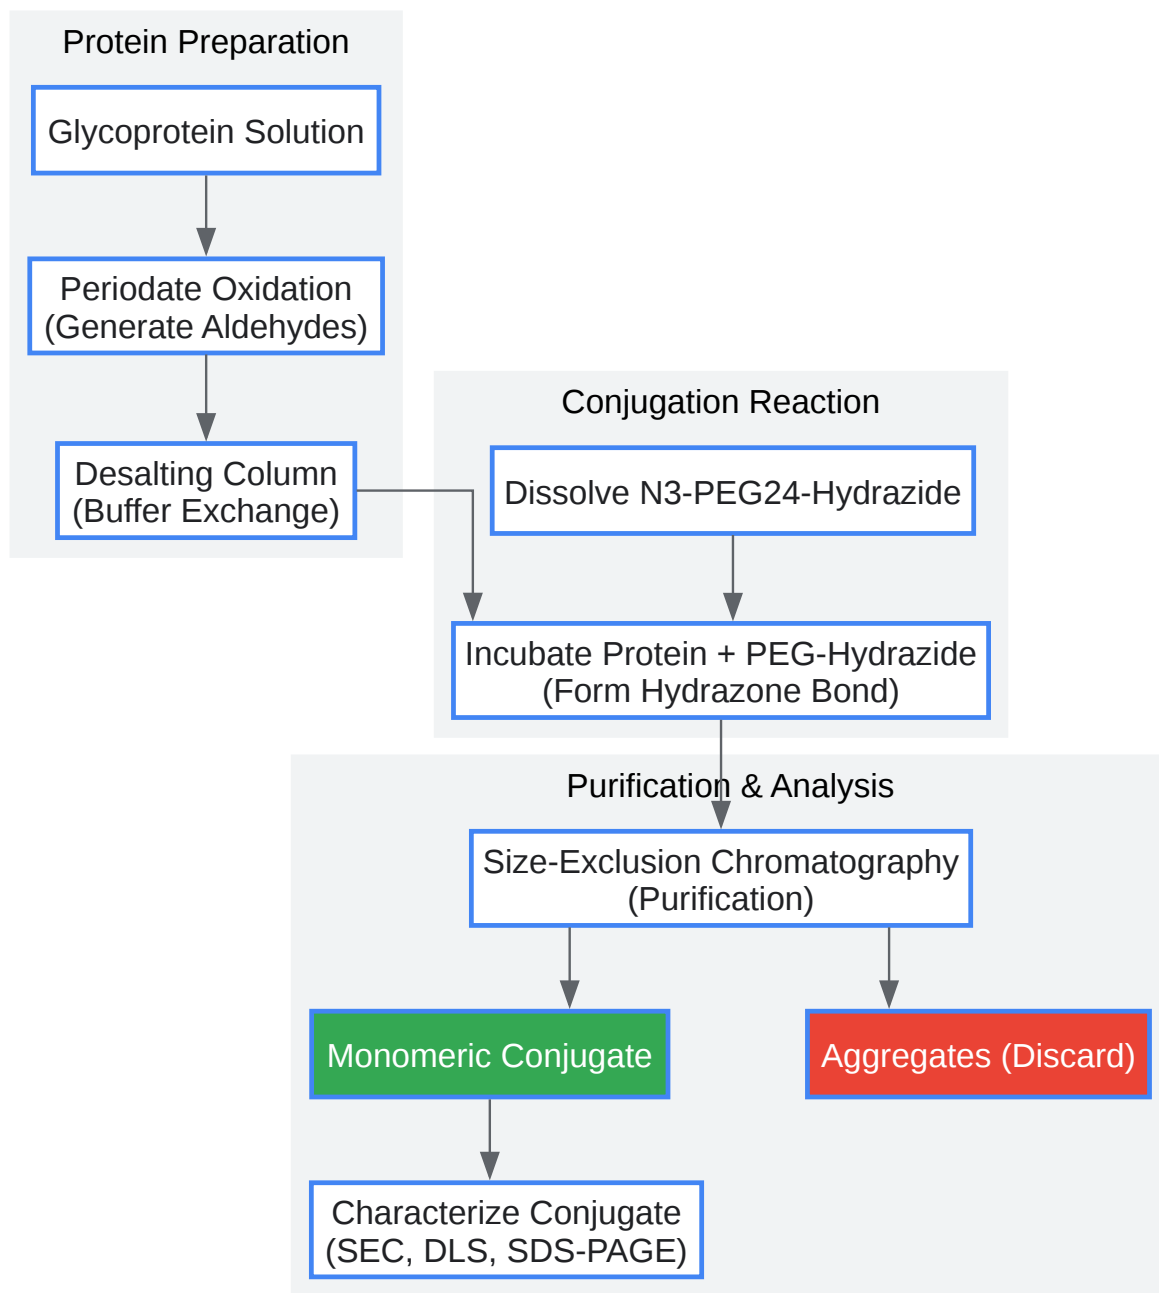 Protein Preparation
Glycoprotein Solution
Periodate Oxidation
(Generate Aldehydes)
Desalting Column
(Buffer Exchange)
Conjugation Reaction
Dissolve N3-PEG24-Hydrazide
Incubate Protein + PEG-Hydrazide
(Form Hydrazone Bond)
Purification & Analysis
Size-Exclusion Chromatography
(Purification)
Monomeric Conjugate
Aggregates (Discard)
Characterize Conjugate
(SEC, DLS, SDS-PAGE)